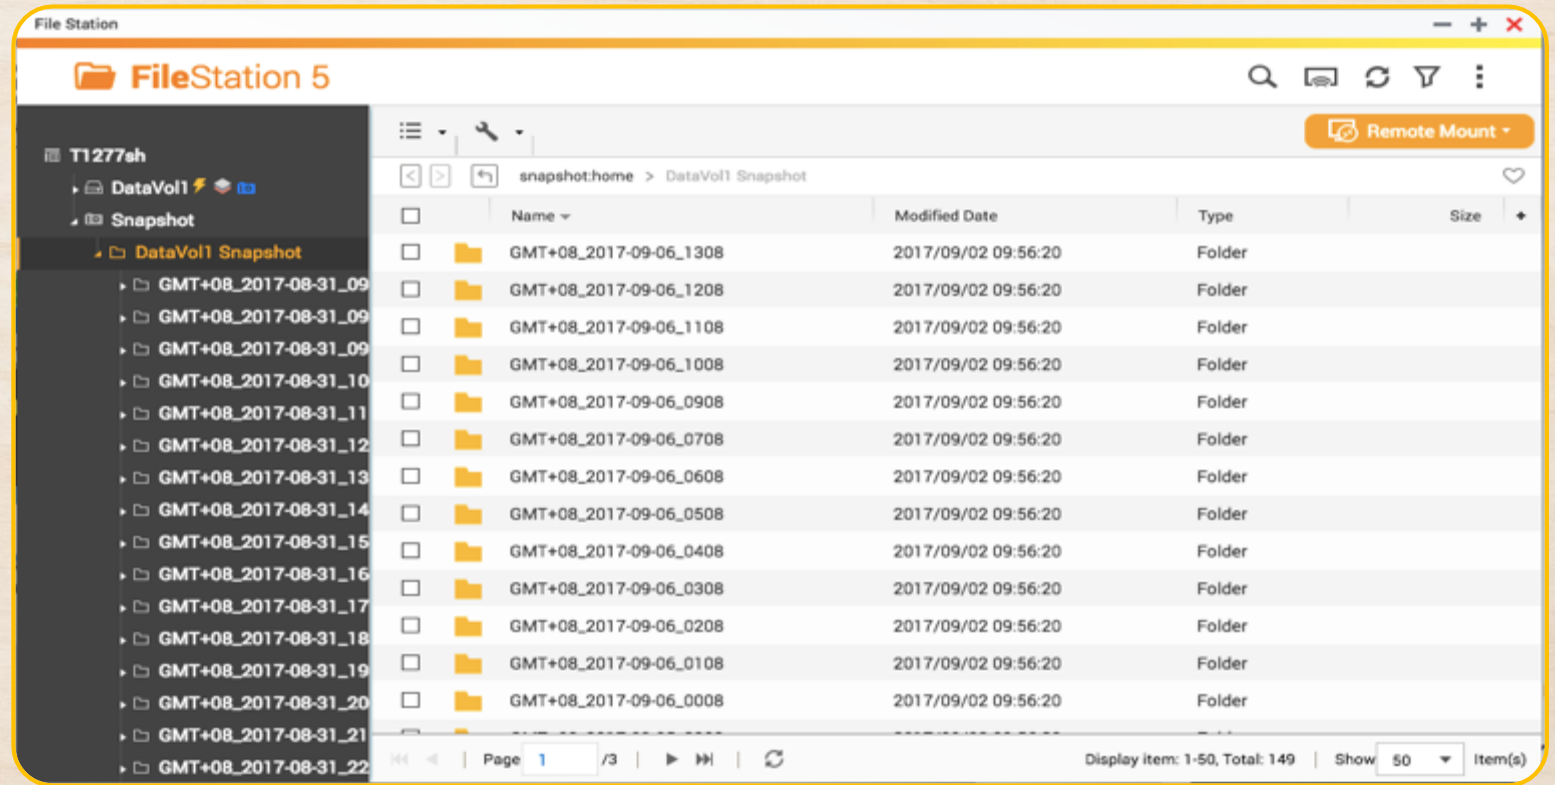 File Station
FileStation 5
T1277sh
DataVol1
Snapshot
DataVol1 Snapshot
GMT+08_2017-08-31_09
GMT+08_2017-08-31_09
GMT+08_2017-08-31_09
GMT+08_2017-08-31_10
GMT+08_2017-08-31_11
GMT+08_2017-08-31_12
GMT+08_2017-08-31_13
GMT+08_2017-08-31_14
GMT+08_2017-08-31_15
GMT+08_2017-08-31_16
GMT+08_2017-08-31_17
GMT+08_2017-08-31_18
GMT+08_2017-08-31_19
GMT+08_2017-08-31_20
GMT+08_2017-08-31_21
GMT+08_2017-08-31_22
Remote Mount
snapshot:home > DataVol1 Snapshot
Name Modified Date Type Size
GMT+08_2017-09-06_1308 2017/09/02 09:56:20 Folder
GMT+08_2017-09-06_1208 2017/09/02 09:56:20 Folder
GMT+08_2017-09-06_1108 2017/09/02 09:56:20 Folder
GMT+08_2017-09-06_1008 2017/09/02 09:56:20 Folder
GMT+08_2017-09-06_0908 2017/09/02 09:56:20 Folder
GMT+08_2017-09-06_0708 2017/09/02 09:56:20 Folder
GMT+08_2017-09-06_0608 2017/09/02 09:56:20 Folder
GMT+08_2017-09-06_0508 2017/09/02 09:56:20 Folder
GMT+08_2017-09-06_0408 2017/09/02 09:56:20 Folder
GMT+08_2017-09-06_0308 2017/09/02 09:56:20 Folder
GMT+08_2017-09-06_0208 2017/09/02 09:56:20 Folder
GMT+08_2017-09-06_0108 2017/09/02 09:56:20 Folder
GMT+08_2017-09-06_0008 2017/09/02 09:56:20 Folder
Page 1 /3 Display item: 1-50, Total: 149 Show 50 Item(s)